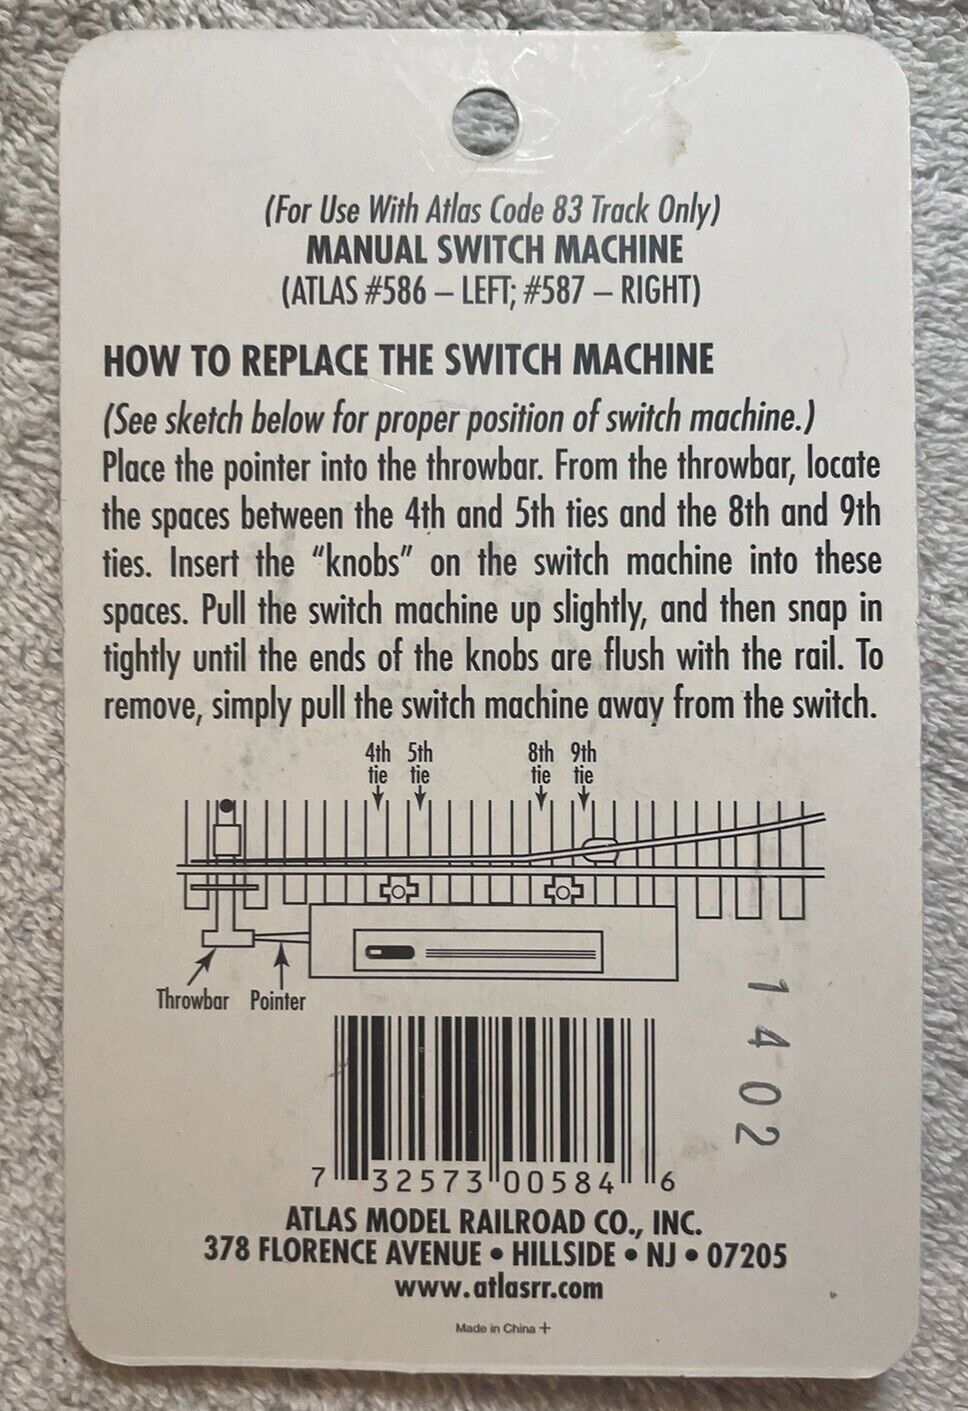 (For Use With Atlas Code 83 Track Only)
MANUAL SWITCH MACHINE
(ATLAS #586 – LEFT; #587 – RIGHT)
HOW TO REPLACE THE SWITCH MACHINE
(See sketch below for proper position of switch machine.)
Place the pointer into the throwbar. From the throwbar, locate
the spaces between the 4th and 5th ties and the 8th and 9th
ties. Insert the “knobs” on the switch machine into these
spaces. Pull the switch machine up slightly, and then snap in
tightly until the ends of the knobs are flush with the rail. To
remove, simply pull the switch machine away from the switch.
4th 5th 8th 9th
tie tie tie tie
Throwbar Pointer
1402
7 32573 00584 6
ATLAS MODEL RAILROAD CO., INC.
378 FLORENCE AVENUE • HILLSIDE • NJ • 07205
www.atlasrr.com
Made in China +